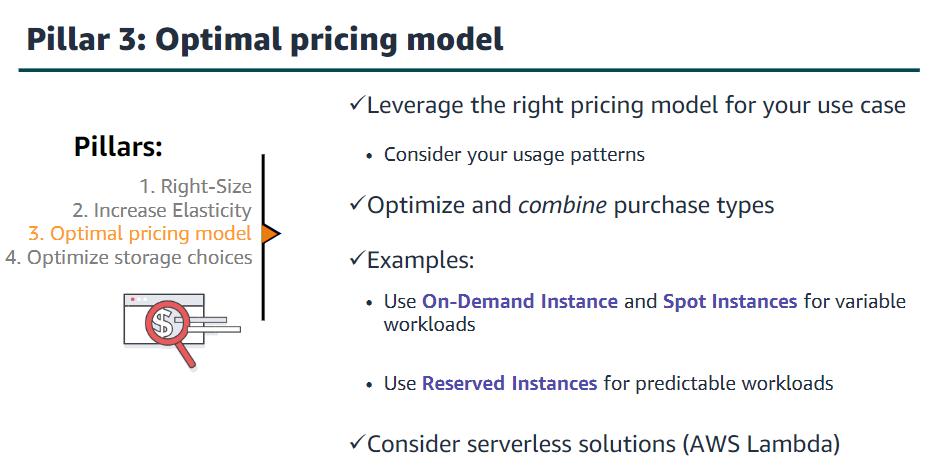 Pillar 3: Optimal pricing model
Pillars:
1. Right-Size
2. Increase Elasticity
3. Optimal pricing model
4. Optimize storage choices
$
✓Leverage the right pricing model for your use case
• Consider your usage patterns
✓Optimize and combine purchase types
✓Examples:
• Use On-Demand Instance and Spot Instances for variable
workloads
• Use Reserved Instances for predictable workloads
✓Consider serverless solutions (AWS Lambda)